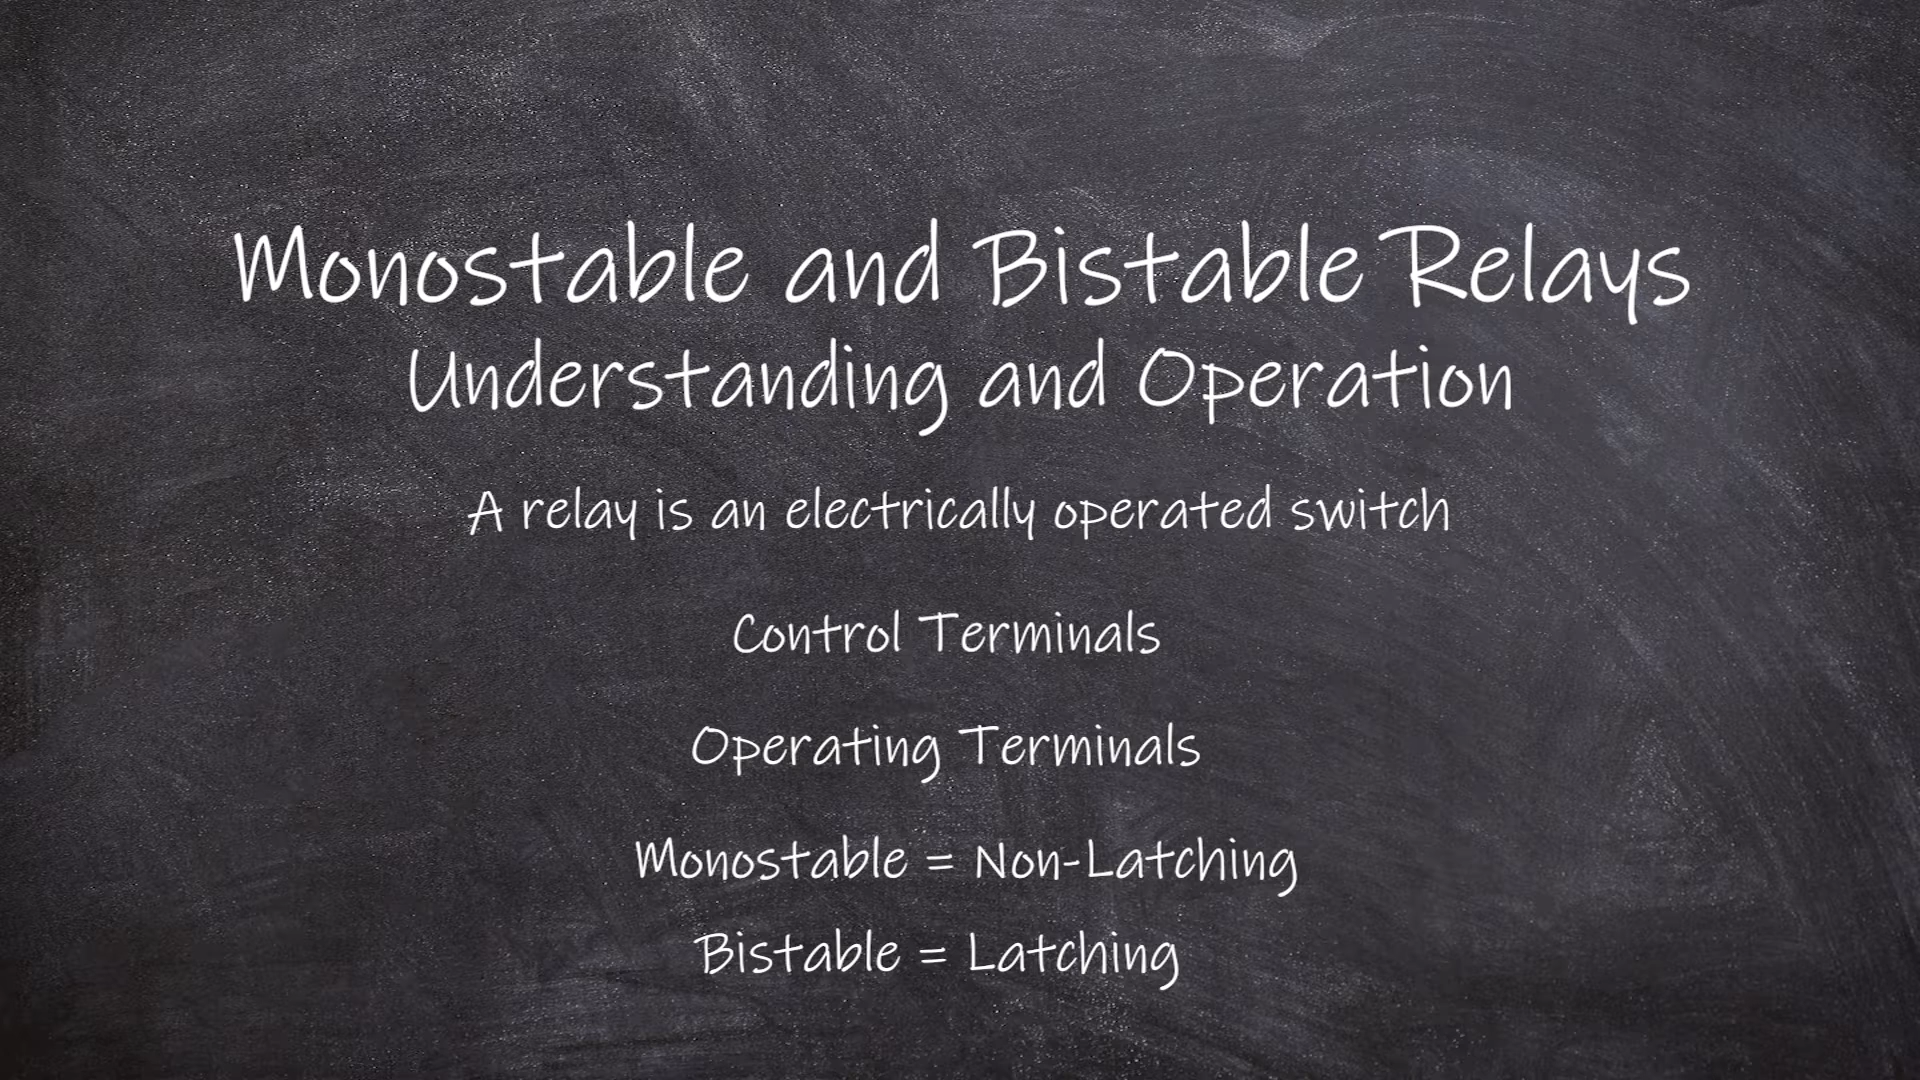 Monostable and Bistable Relays
Understanding and Operation
A relay is an electrically operated switch
Control Terminals
Operating Terminals
Monostable = Non-Latching
Bistable = Latching